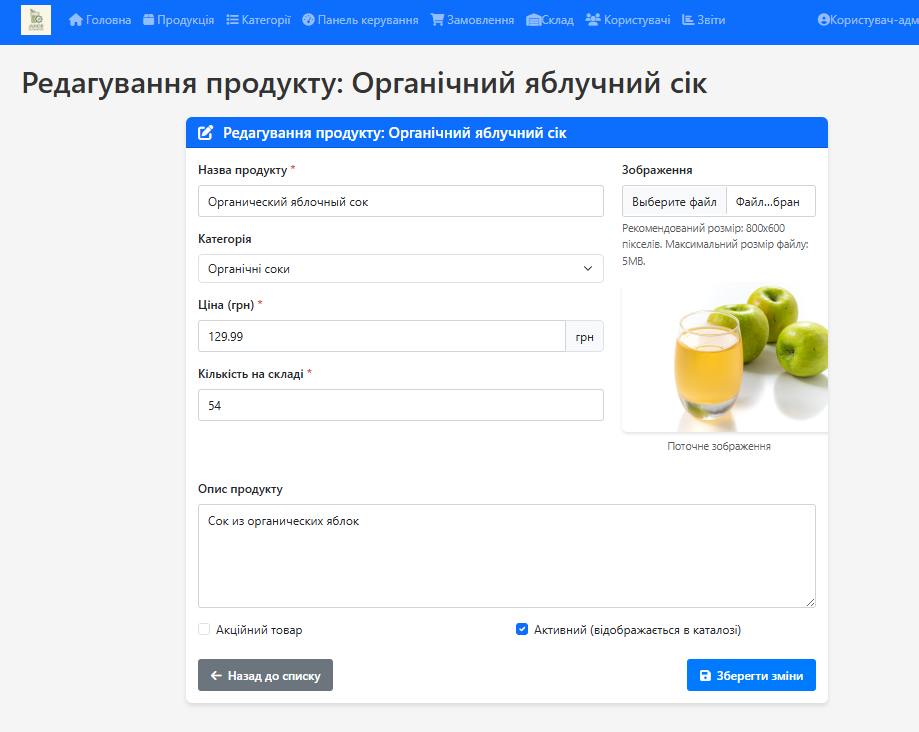 Головна Продукція Категорії Панель керування Замовлення Склад Користувачі Звіти Користувач-адм
Редагування продукту: Органічний яблучний сік
Редагування продукту: Органічний яблучний сік
Назва продукту *
Органический яблочный сок
Категорія
Органічні соки
Ціна (грн) *
129.99 грн
Кількість на складі *
54
Зображення
Выберите файл Файл...бран
Рекомендований розмір: 800x600
пікселів. Максимальний розмір файлу:
5MB.
Поточне зображення
Опис продукту
Сок из органических яблок
Акційний товар
Активний (відображається в каталозі)
Назад до списку
Зберегти зміни